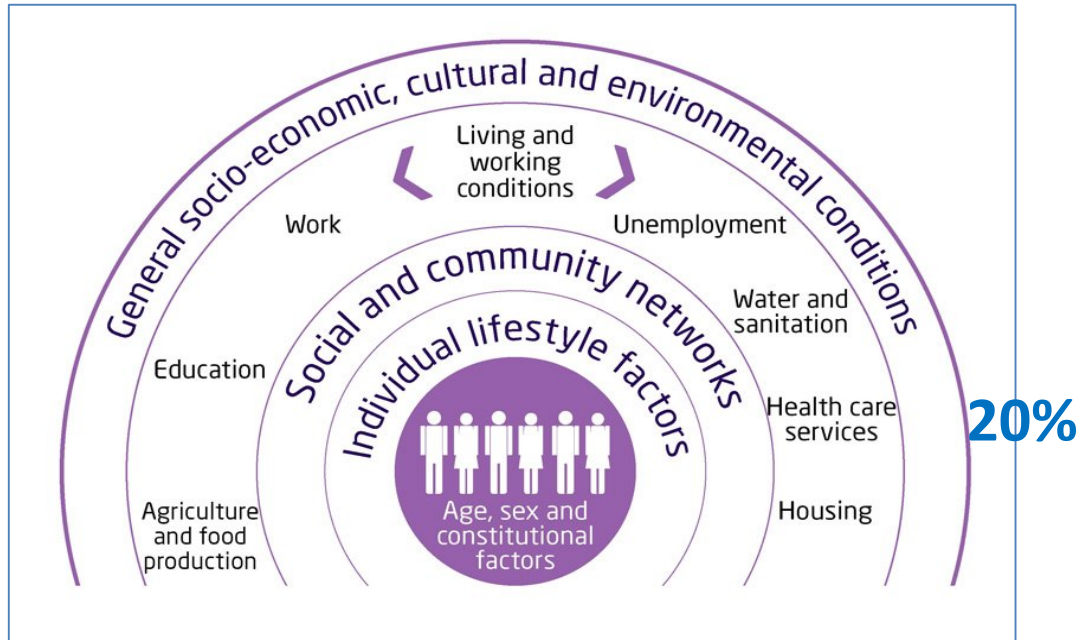 General socio-economic, cultural and environmental conditions
Living and
working
conditions
Work
Unemployment
Social and community networks
Water and
sanitation
Individual lifestyle factors
Education
Health care
services
20%
Agriculture
and food
production
Housing
Age, sex and
constitutional
factors